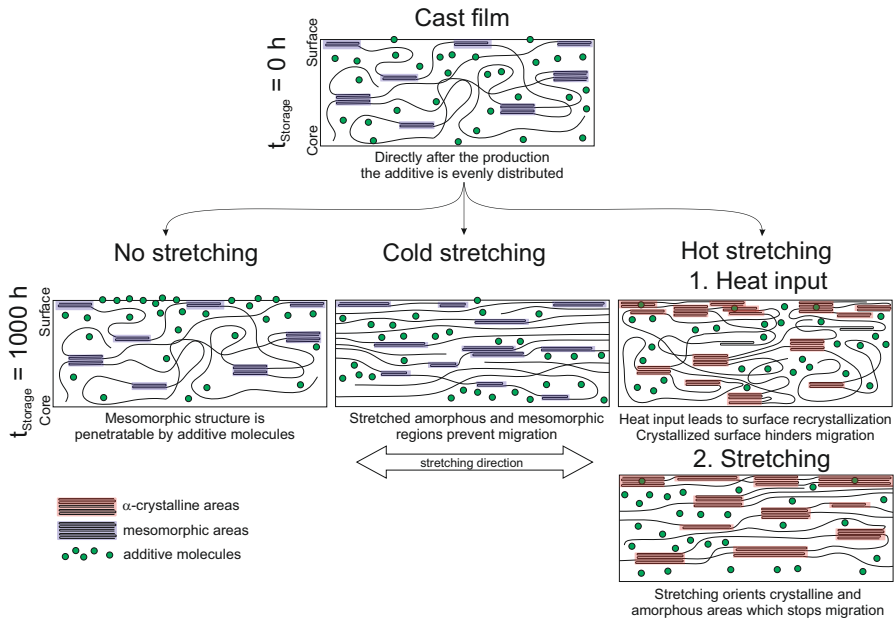 Cast film
t Storage = 0 h
Surface
Core
Directly after the production
the additive is evenly distributed
No stretching
Cold stretching
Hot stretching
1. Heat input
t Storage = 1000 h
Surface
Core
Mesomorphic structure is
penetratable by additive molecules
Stretched amorphous and mesomorphic
regions prevent migration
Heat input leads to surface recrystallization
Crystallized surface hinders migration
stretching direction
2. Stretching
α-crystalline areas
mesomorphic areas
additive molecules
Stretching orients crystalline and
amorphous areas which stops migration